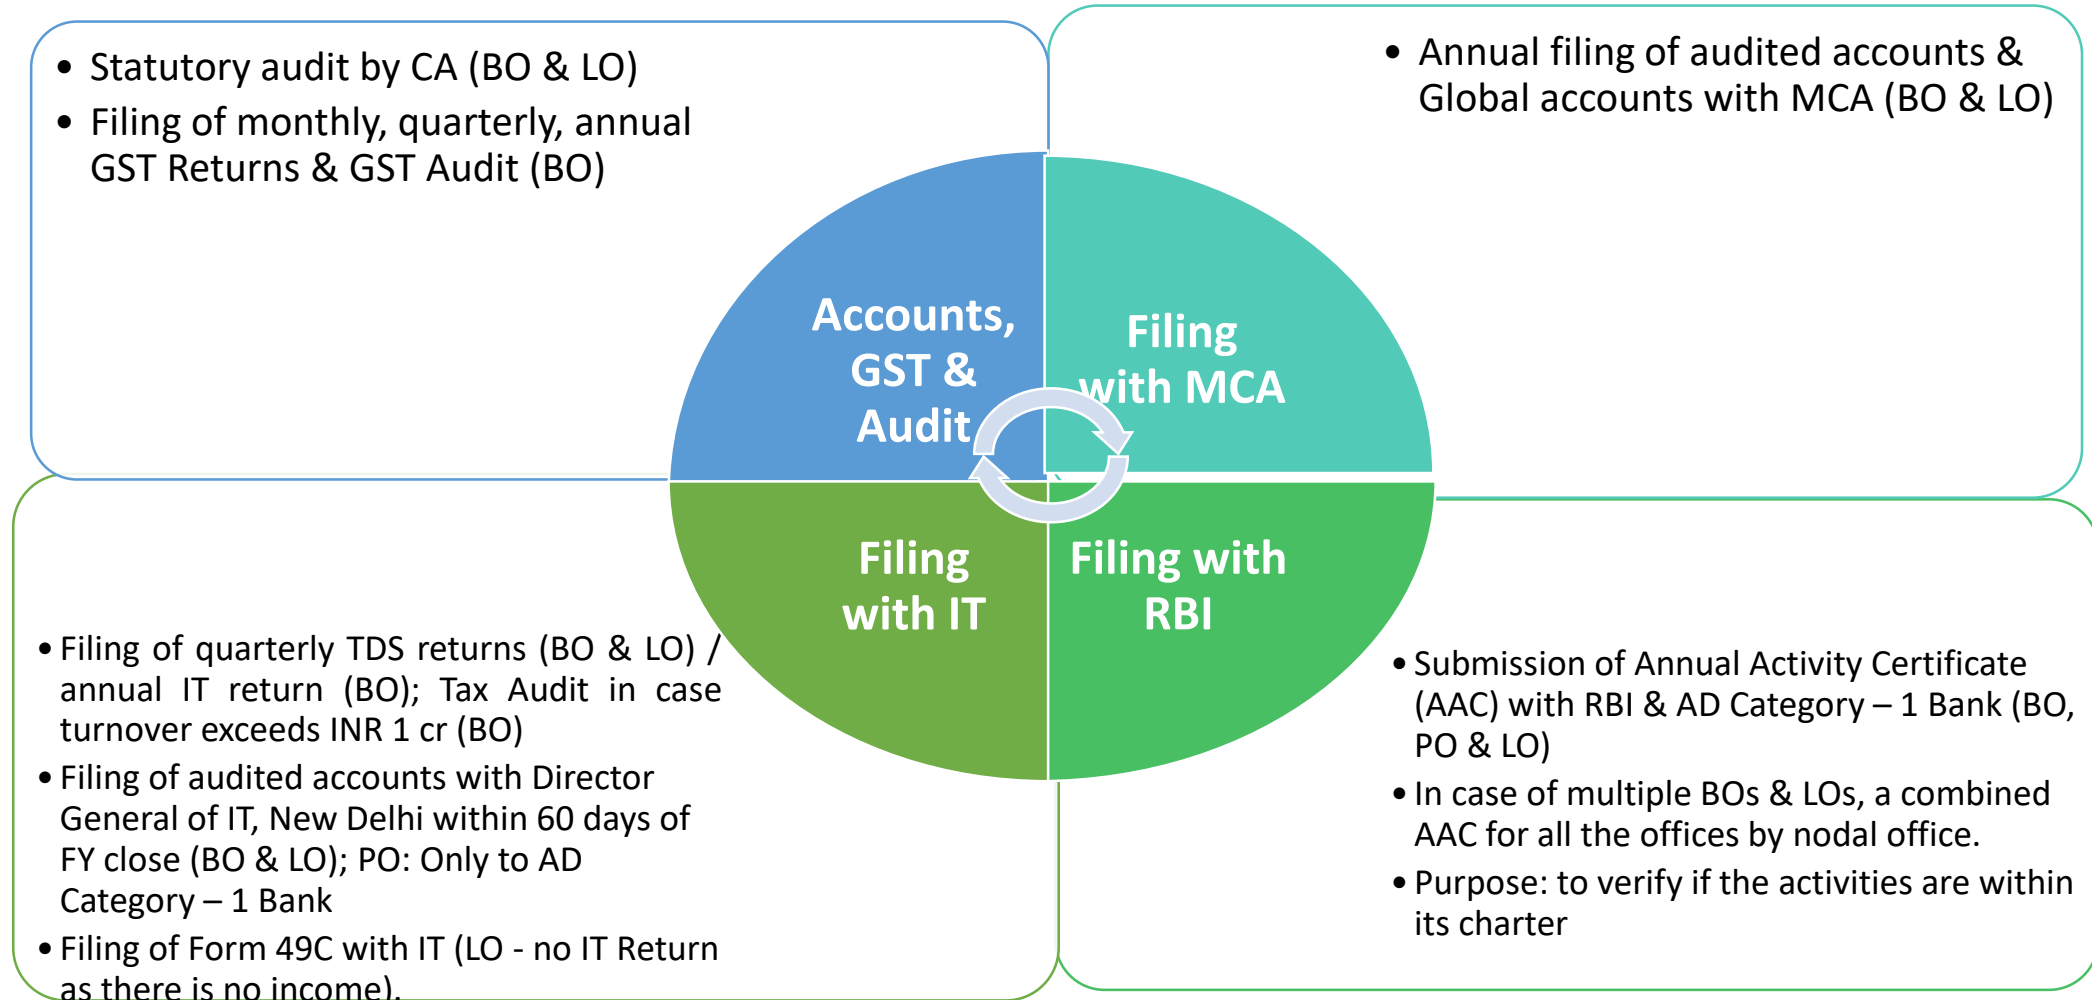 • Statutory audit by CA (BO & LO)
• Filing of monthly, quarterly, annual
GST Returns & GST Audit (BO)
• Annual filing of audited accounts &
Global accounts with MCA (BO & LO)
Accounts,
GST &
Audit
Filing
with MCA
Filing
with IT
Filing with
RBI
• Filing of quarterly TDS returns (BO & LO) /
annual IT return (BO); Tax Audit in case
turnover exceeds INR 1 cr (BO)
• Filing of audited accounts with Director
General of IT, New Delhi within 60 days of
FY close (BO & LO); PO: Only to AD
Category – 1 Bank
• Filing of Form 49C with IT (LO - no IT Return
as there is no income).
• Submission of Annual Activity Certificate
(AAC) with RBI & AD Category – 1 Bank (BO,
PO & LO)
• In case of multiple BOs & LOs, a combined
AAC for all the offices by nodal office.
• Purpose: to verify if the activities are within
its charter